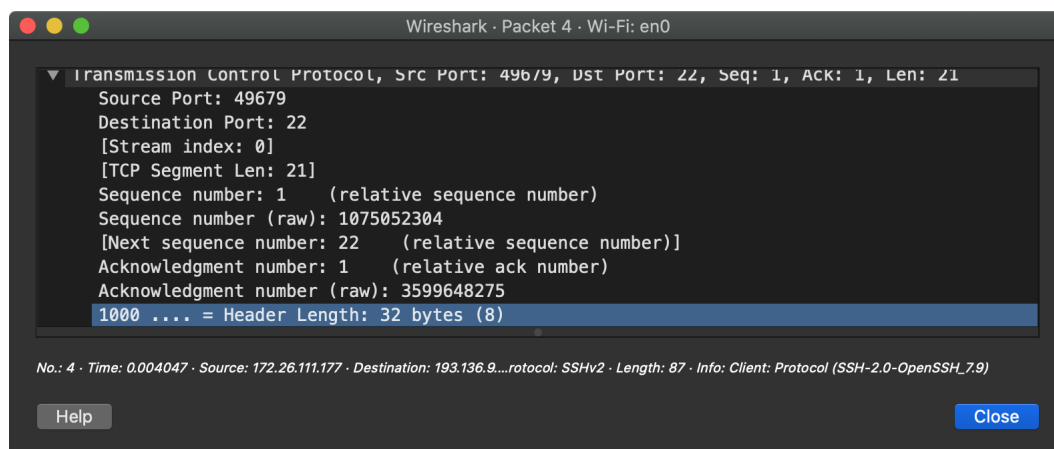 Wireshark · Packet 4 · Wi-Fi: en0
Transmission Control Protocol, Src Port: 49679, Dst Port: 22, Seq: 1, Ack: 1, Len: 21
Source Port: 49679
Destination Port: 22
[Stream index: 0]
[TCP Segment Len: 21]
Sequence number: 1    (relative sequence number)
Sequence number (raw): 1075052304
[Next sequence number: 22    (relative sequence number)]
Acknowledgment number: 1    (relative ack number)
Acknowledgment number (raw): 3599648275
1000 .... = Header Length: 32 bytes (8)
No.: 4 · Time: 0.004047 · Source: 172.26.111.177 · Destination: 193.136.9....rotocol: SSHv2 · Length: 87 · Info: Client: Protocol (SSH-2.0-OpenSSH_7.9)
Help
Close